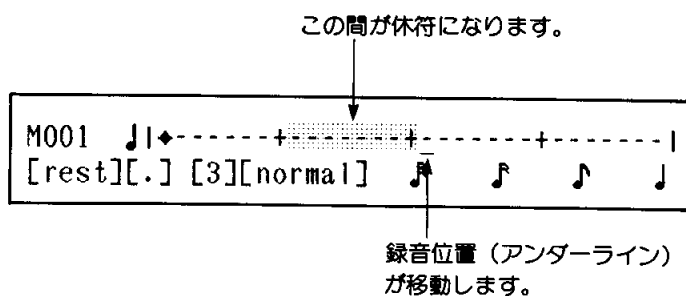 この間が休符になります。
M001 ♩|◆-------+-------+-------+-------|
[rest][.] [3][normal] 𝅘𝅥𝅰 𝅘𝅥𝅯 ♪ ♩
録音位置（アンダーライン）
が移動します。